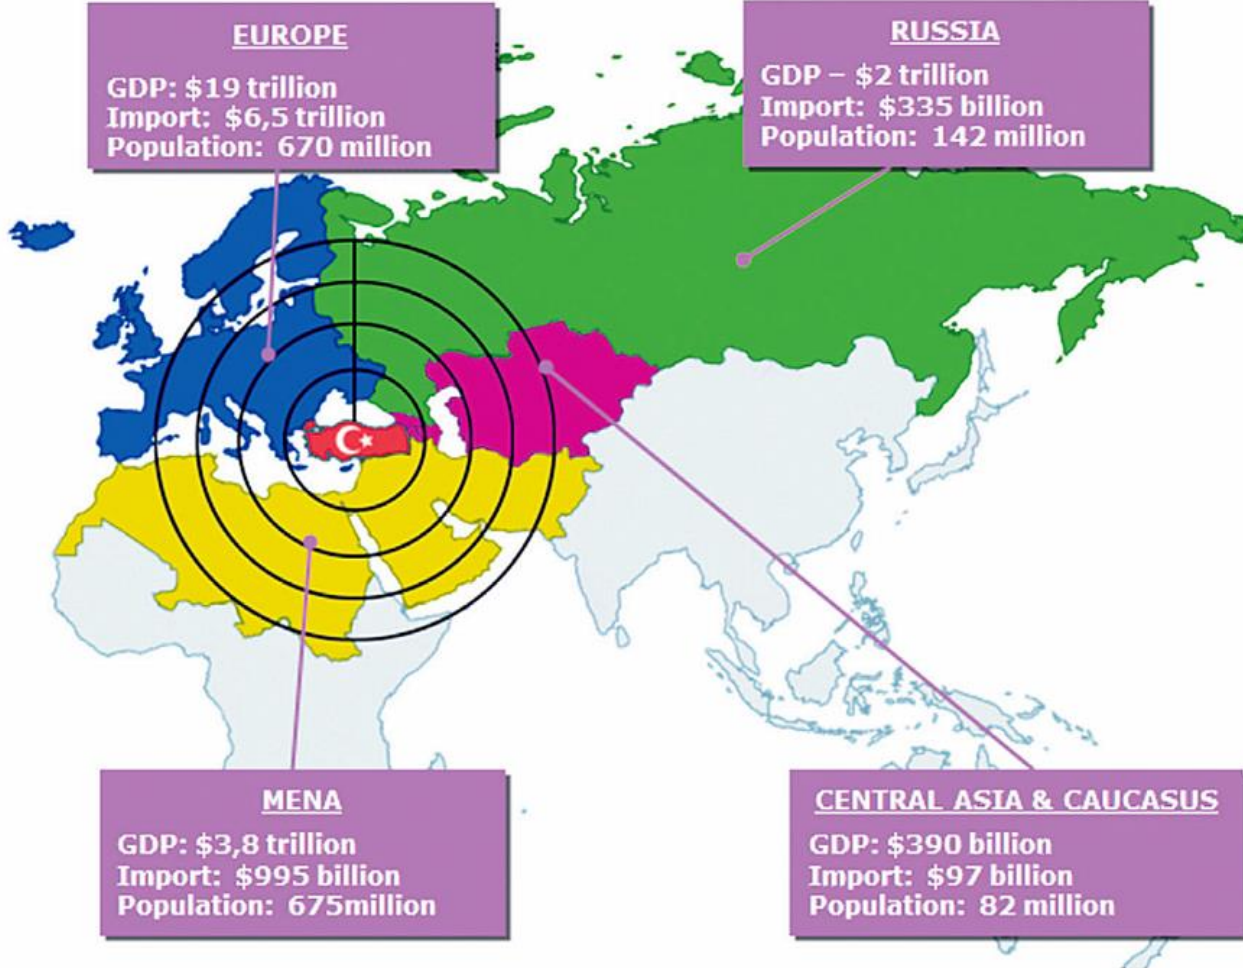 EUROPE
GDP: $19 trillion
Import: $6,5 trillion
Population: 670 million
RUSSIA
GDP – $2 trillion
Import: $335 billion
Population: 142 million
MENA
GDP: $3,8 trillion
Import: $995 billion
Population: 675million
CENTRAL ASIA & CAUCASUS
GDP: $390 billion
Import: $97 billion
Population: 82 million